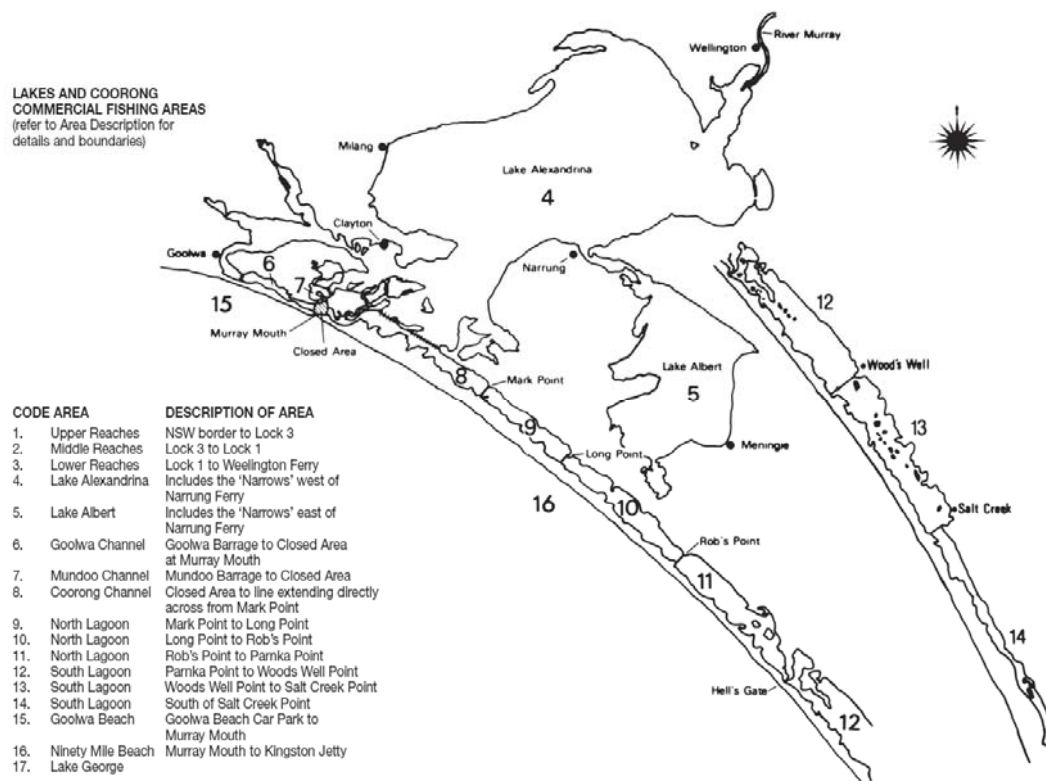 LAKES AND COORONG
COMMERCIAL FISHING AREAS
(refer to Area Description for
details and boundaries)
River Murray
Wellington
Milang
Lake Alexandrina
4
Clayton
Goolwa
6
7
15
Murray Mouth
Closed Area
Narrung
Lake Albert
5
Meningie
8
Mark Point
9
Long Point
16
10
Rob's Point
11
Hell's Gate
12
12
Wood's Well
13
Salt Creek
14
CODE AREA DESCRIPTION OF AREA
1. Upper Reaches NSW border to Lock 3
2. Middle Reaches Lock 3 to Lock 1
3. Lower Reaches Lock 1 to Weelington Ferry
4. Lake Alexandrina Includes the 'Narrows' west of
Narrung Ferry
5. Lake Albert Includes the 'Narrows' east of
Narrung Ferry
6. Goolwa Channel Goolwa Barrage to Closed Area
at Murray Mouth
7. Mundoo Channel Mundoo Barrage to Closed Area
8. Coorong Channel Closed Area to line extending directly
across from Mark Point
9. North Lagoon Mark Point to Long Point
10. North Lagoon Long Point to Rob's Point
11. North Lagoon Rob's Point to Parnka Point
12. South Lagoon Parnka Point to Woods Well Point
13. South Lagoon Woods Well Point to Salt Creek Point
14. South Lagoon South of Salt Creek Point
15. Goolwa Beach Goolwa Beach Car Park to
Murray Mouth
16. Ninety Mile Beach Murray Mouth to Kingston Jetty
17. Lake George